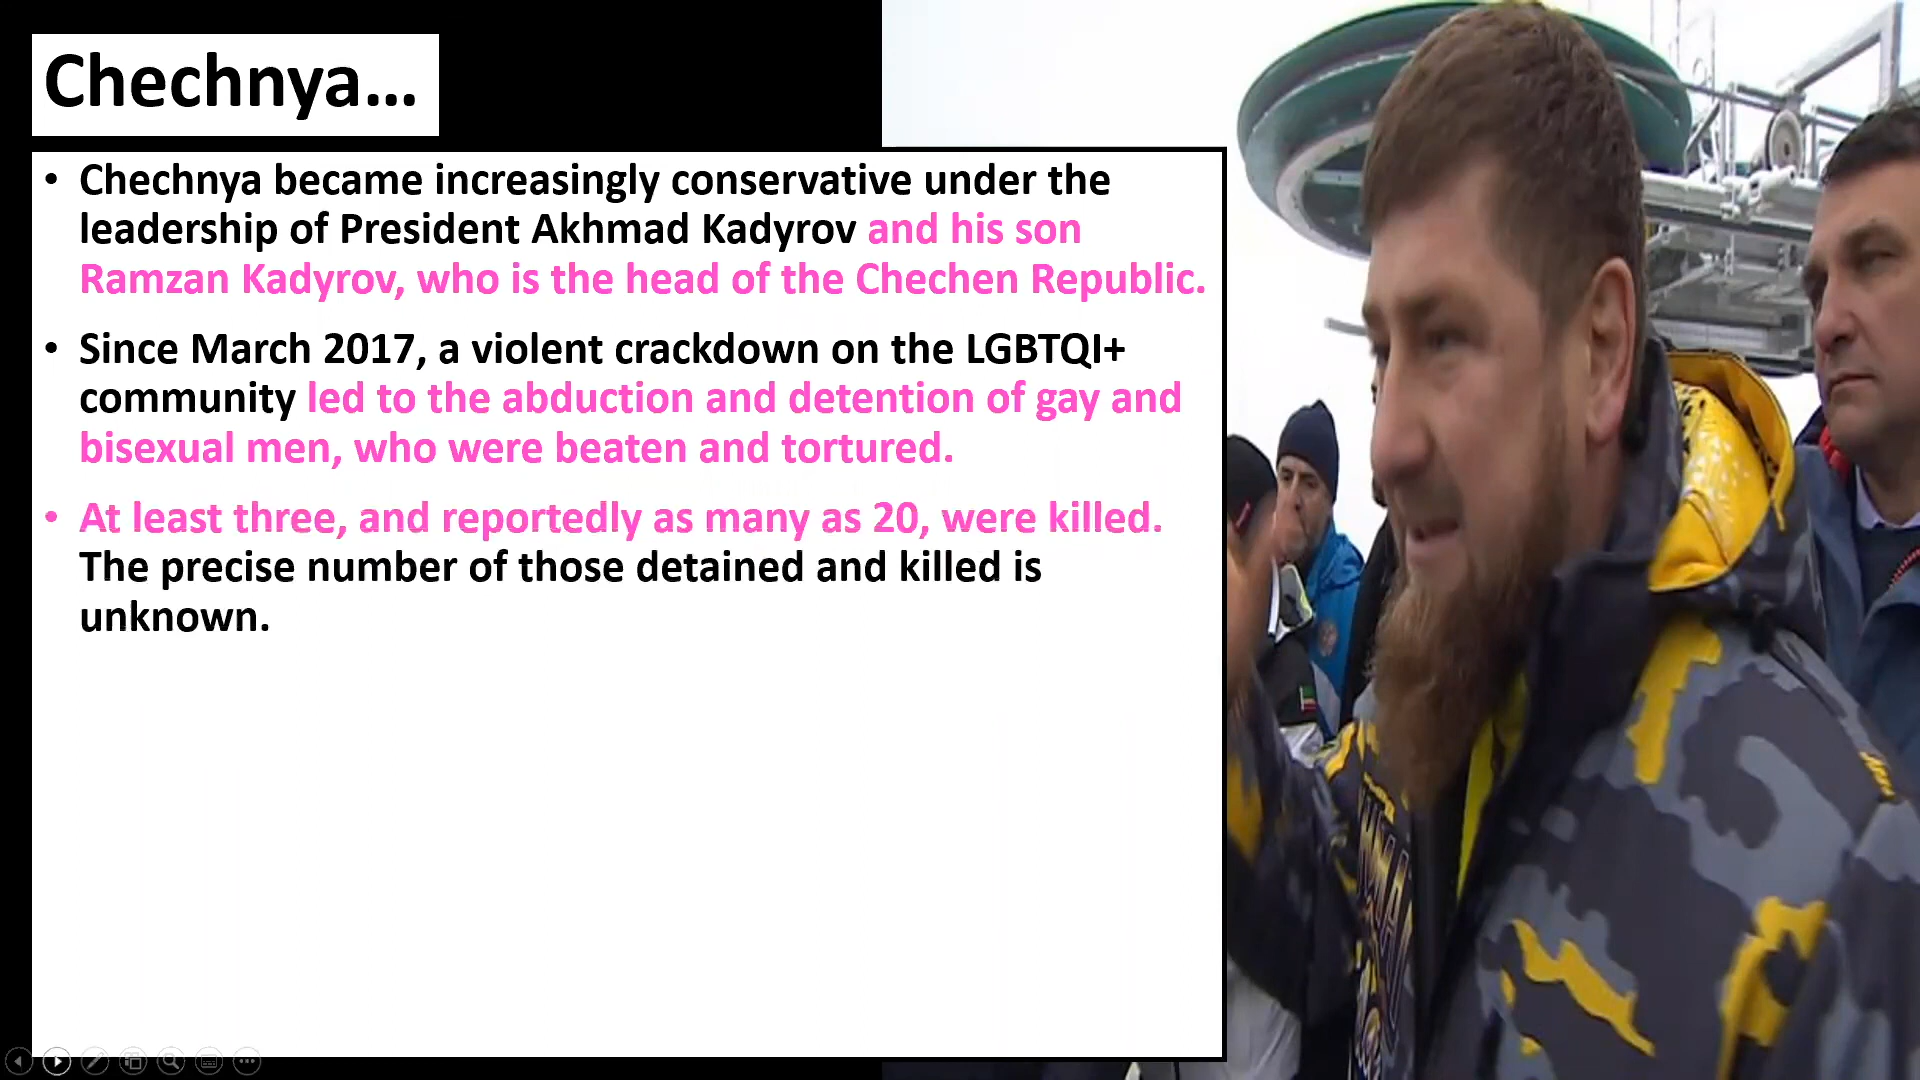 Chechnya...
• Chechnya became increasingly conservative under the
leadership of President Akhmad Kadyrov and his son
Ramzan Kadyrov, who is the head of the Chechen Republic.
• Since March 2017, a violent crackdown on the LGBTQI+
community led to the abduction and detention of gay and
bisexual men, who were beaten and tortured.
• At least three, and reportedly as many as 20, were killed.
The precise number of those detained and killed is
unknown.